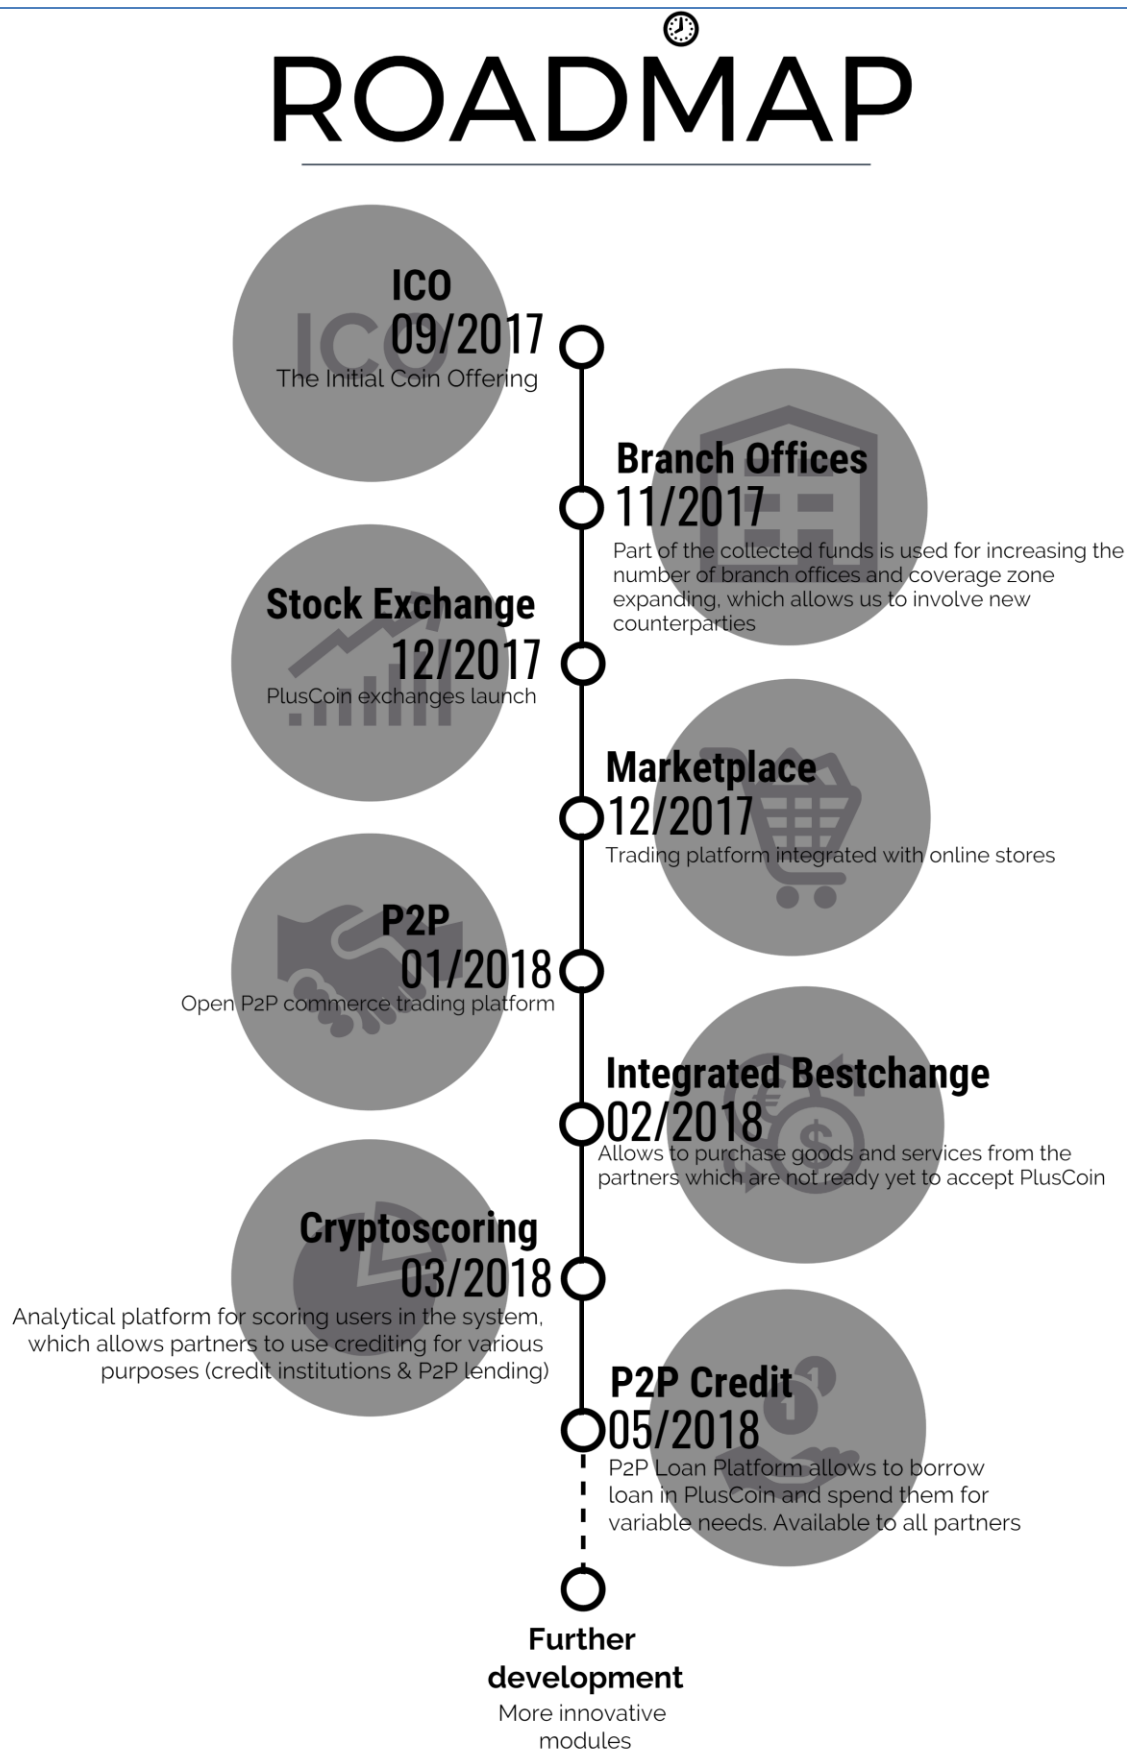 ROADMAP
ICO
ICO
09/2017
The Initial Coin Offering
Branch Offices
11/2017
Part of the collected funds is used for increasing the
number of branch offices and coverage zone
expanding, which allows us to involve new
counterparties
Stock Exchange
12/2017
PlusCoin exchanges launch
Marketplace
12/2017
Trading platform integrated with online stores
P2P
01/2018
Open P2P commerce trading platform
Integrated Bestchange
02/2018
€
$
Allows to purchase goods and services from the
partners which are not ready yet to accept PlusCoin
Cryptoscoring
03/2018
Analytical platform for scoring users in the system,
which allows partners to use crediting for various
purposes (credit institutions & P2P lending)
P2P Credit
1
1
05/2018
P2P Loan Platform allows to borrow
loan in PlusCoin and spend them for
variable needs. Available to all partners
Further
development
More innovative
modules